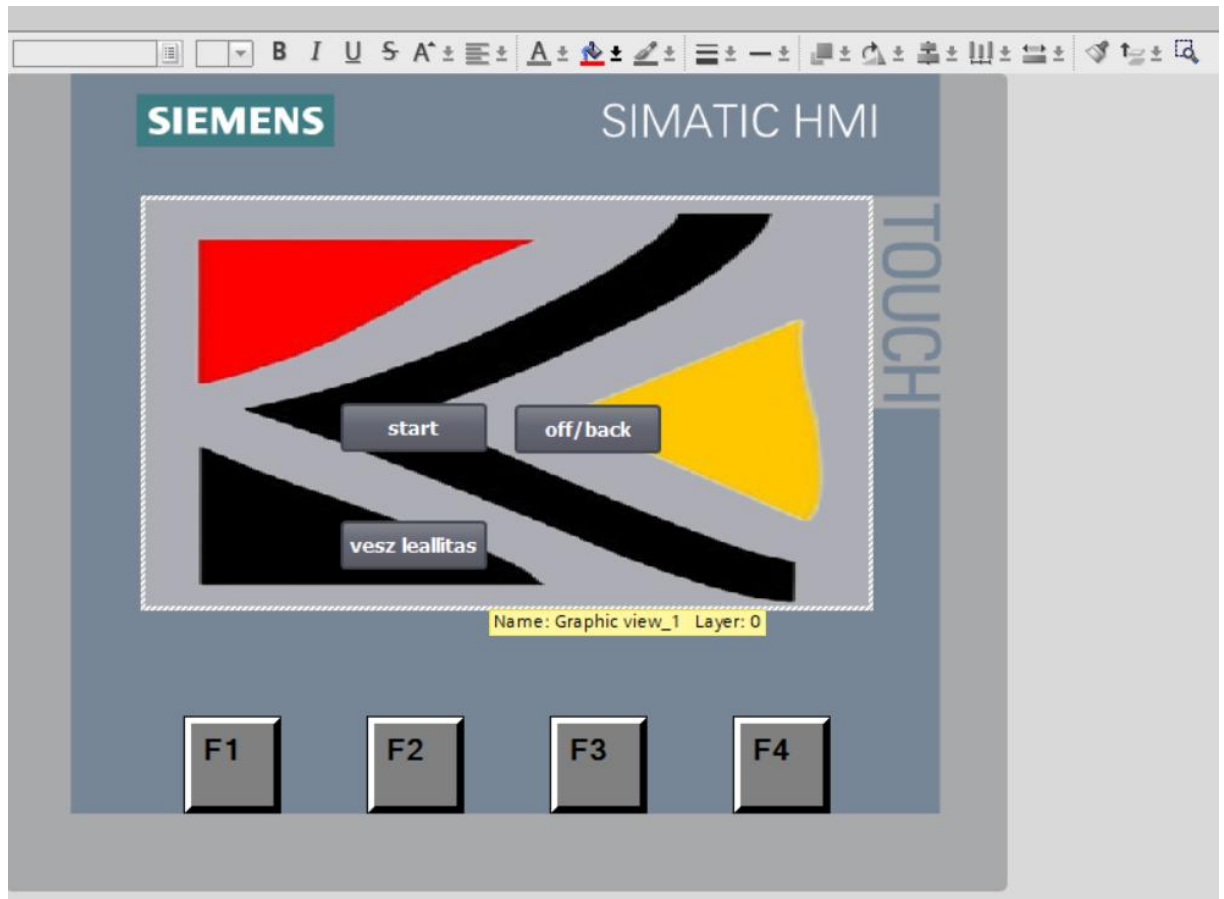 B I U S A A
SIEMENS
SIMATIC HMI
TOUCH
start
off/back
vesz leallitas
Name: Graphic view_1 Layer: 0
F1
F2
F3
F4